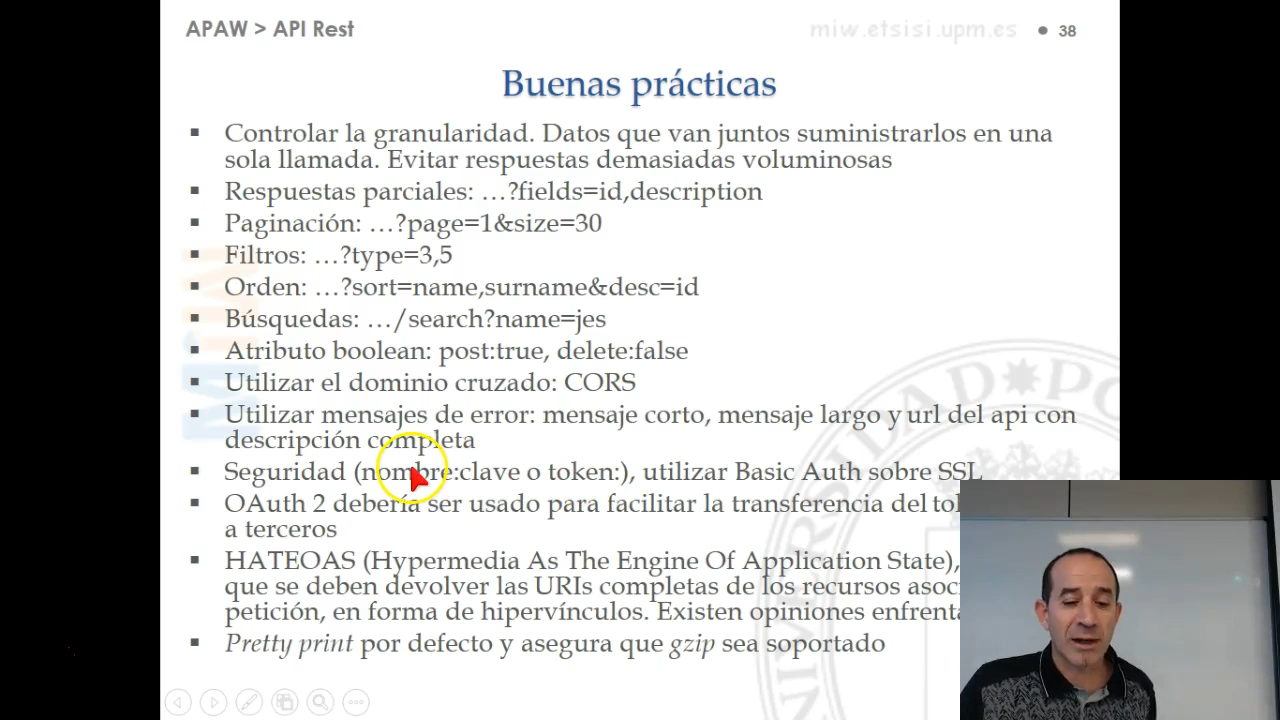 APAW > API Rest
miw.etsisi.upm.es
38
Buenas prácticas
Controlar la granularidad. Datos que van juntos suministrarlos en una
sola llamada. Evitar respuestas demasiadas voluminosas
Respuestas parciales: …?fields=id,description
Paginación: …?page=1&size=30
Filtros: …?type=3,5
Orden: …?sort=name,surname&desc=id
Búsquedas: …/search?name=jes
Atributo boolean: post:true, delete:false
Utilizar el dominio cruzado: CORS
Utilizar mensajes de error: mensaje corto, mensaje largo y url del api con
descripción completa
Seguridad (nombre:clave o token:), utilizar Basic Auth sobre SSL
OAuth 2 debería ser usado para facilitar la transferencia del
a terceros
HATEOAS (Hypermedia As The Engine Of Application State),
que se deben devolver las URIs completas de los recursos
petición, en forma de hipervínculos. Existen opiniones
Pretty print por defecto y asegura que gzip sea soportado
MiW
UNIVERSIDAD PO